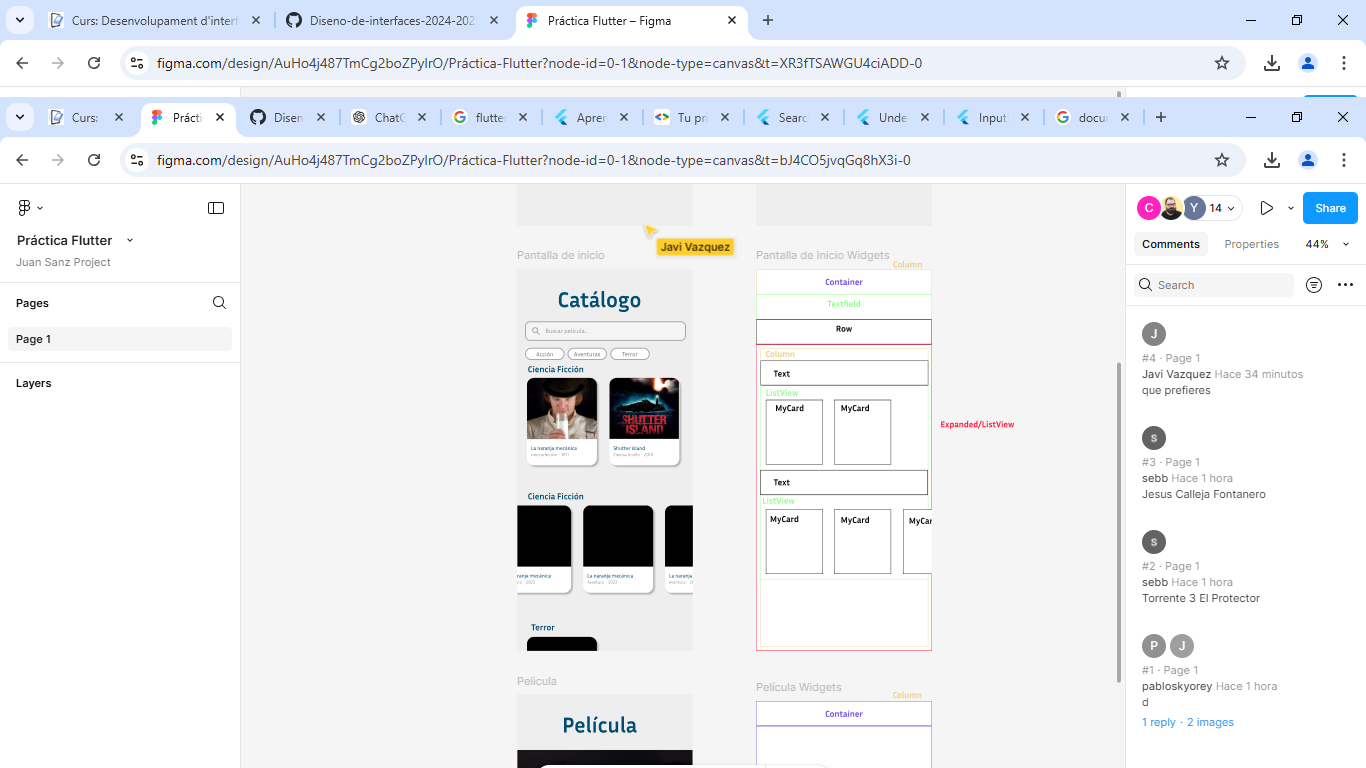 Curs: Desenvolupament d'interf
Diseno-de-interfaces-2024-202
Práctica Flutter – Figma
figma.com/design/AuHo4j487TmCg2boZPylrO/Práctica-Flutter?node-id=0-1&node-type=canvas&t=XR3fTSAWGU4ciADD-0
Curs:
Prácti
Disen
ChatG
flutte
Apren
Tu pri
Searc
Unde
Input
docu
figma.com/design/AuHo4j487TmCg2boZPylrO/Práctica-Flutter?node-id=0-1&node-type=canvas&t=bJ4CO5jvqGq8hX3i-0
Práctica Flutter
Juan Sanz Project
Pages
Page 1
Layers
Javi Vazquez
Pantalla de inicio
Catálogo
Buscar película..
Acción
Aventuras
Terror
Ciencia Ficción
La naranja mecánica
Ciencia ficción · 1971
SHUTTER ISLAND
Shutter island
Ciencia ficción · 2010
Ciencia Ficción
naranja mecánica
2020
La naranja mecánica
Aventura · 2020
La naranja
Aventura
Terror
Pelicula
Película
Pantalla de Inicio Widgets
Column
Container
Textfield
Row
Column
Text
ListView
MyCard
MyCard
Expanded/ListView
Text
ListView
MyCard
MyCard
MyCar
Película Widgets
Column
Container
C
Y
14
Share
Comments
Properties
44%
Search
J
#4 · Page 1
Javi Vazquez Hace 34 minutos
que prefieres
S
#3 · Page 1
sebb Hace 1 hora
Jesus Calleja Fontanero
S
#2 · Page 1
sebb Hace 1 hora
Torrente 3 El Protector
P
J
#1 · Page 1
pabloskyorey Hace 1 hora
d
1 reply · 2 images